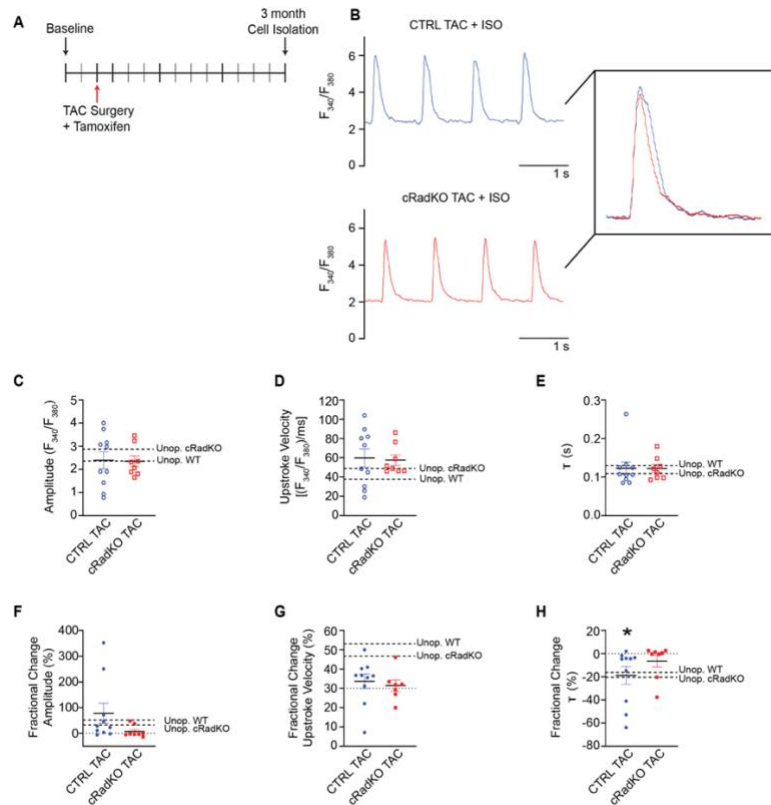 A
3 month
Baseline
Cell Isolation
TAC Surgery
+ Tamoxifen
B
CTRL TAC + ISO
F340/F380
6
4
2
0
1 s
cRadKO TAC + ISO
F340/F380
6
4
2
0
1 s
C
Amplitude (F340/F380)
5
4
3
2
1
0
Unop. cRadKO
Unop. WT
CTRL TAC
cRadKO TAC
D
Upstroke Velocity
[(F340/F380)/ms]
120
100
80
60
40
20
0
Unop. cRadKO
Unop. WT
CTRL TAC
cRadKO TAC
E
τ (s)
0.3
0.2
0.1
0
Unop. WT
Unop. cRadKO
CTRL TAC
cRadKO TAC
F
Fractional Change
Amplitude (%)
400
300
200
100
0
Unop. WT
Unop. cRadKO
CTRL TAC
cRadKO TAC
G
Fractional Change
Upstroke Velocity (%)
60
50
40
30
20
10
0
Unop. WT
Unop. cRadKO
CTRL TAC
cRadKO TAC
H
Fractional Change
τ (%)
20
0
-20
-40
-60
-80
*
Unop. WT
Unop. cRadKO
CTRL TAC
cRadKO TAC